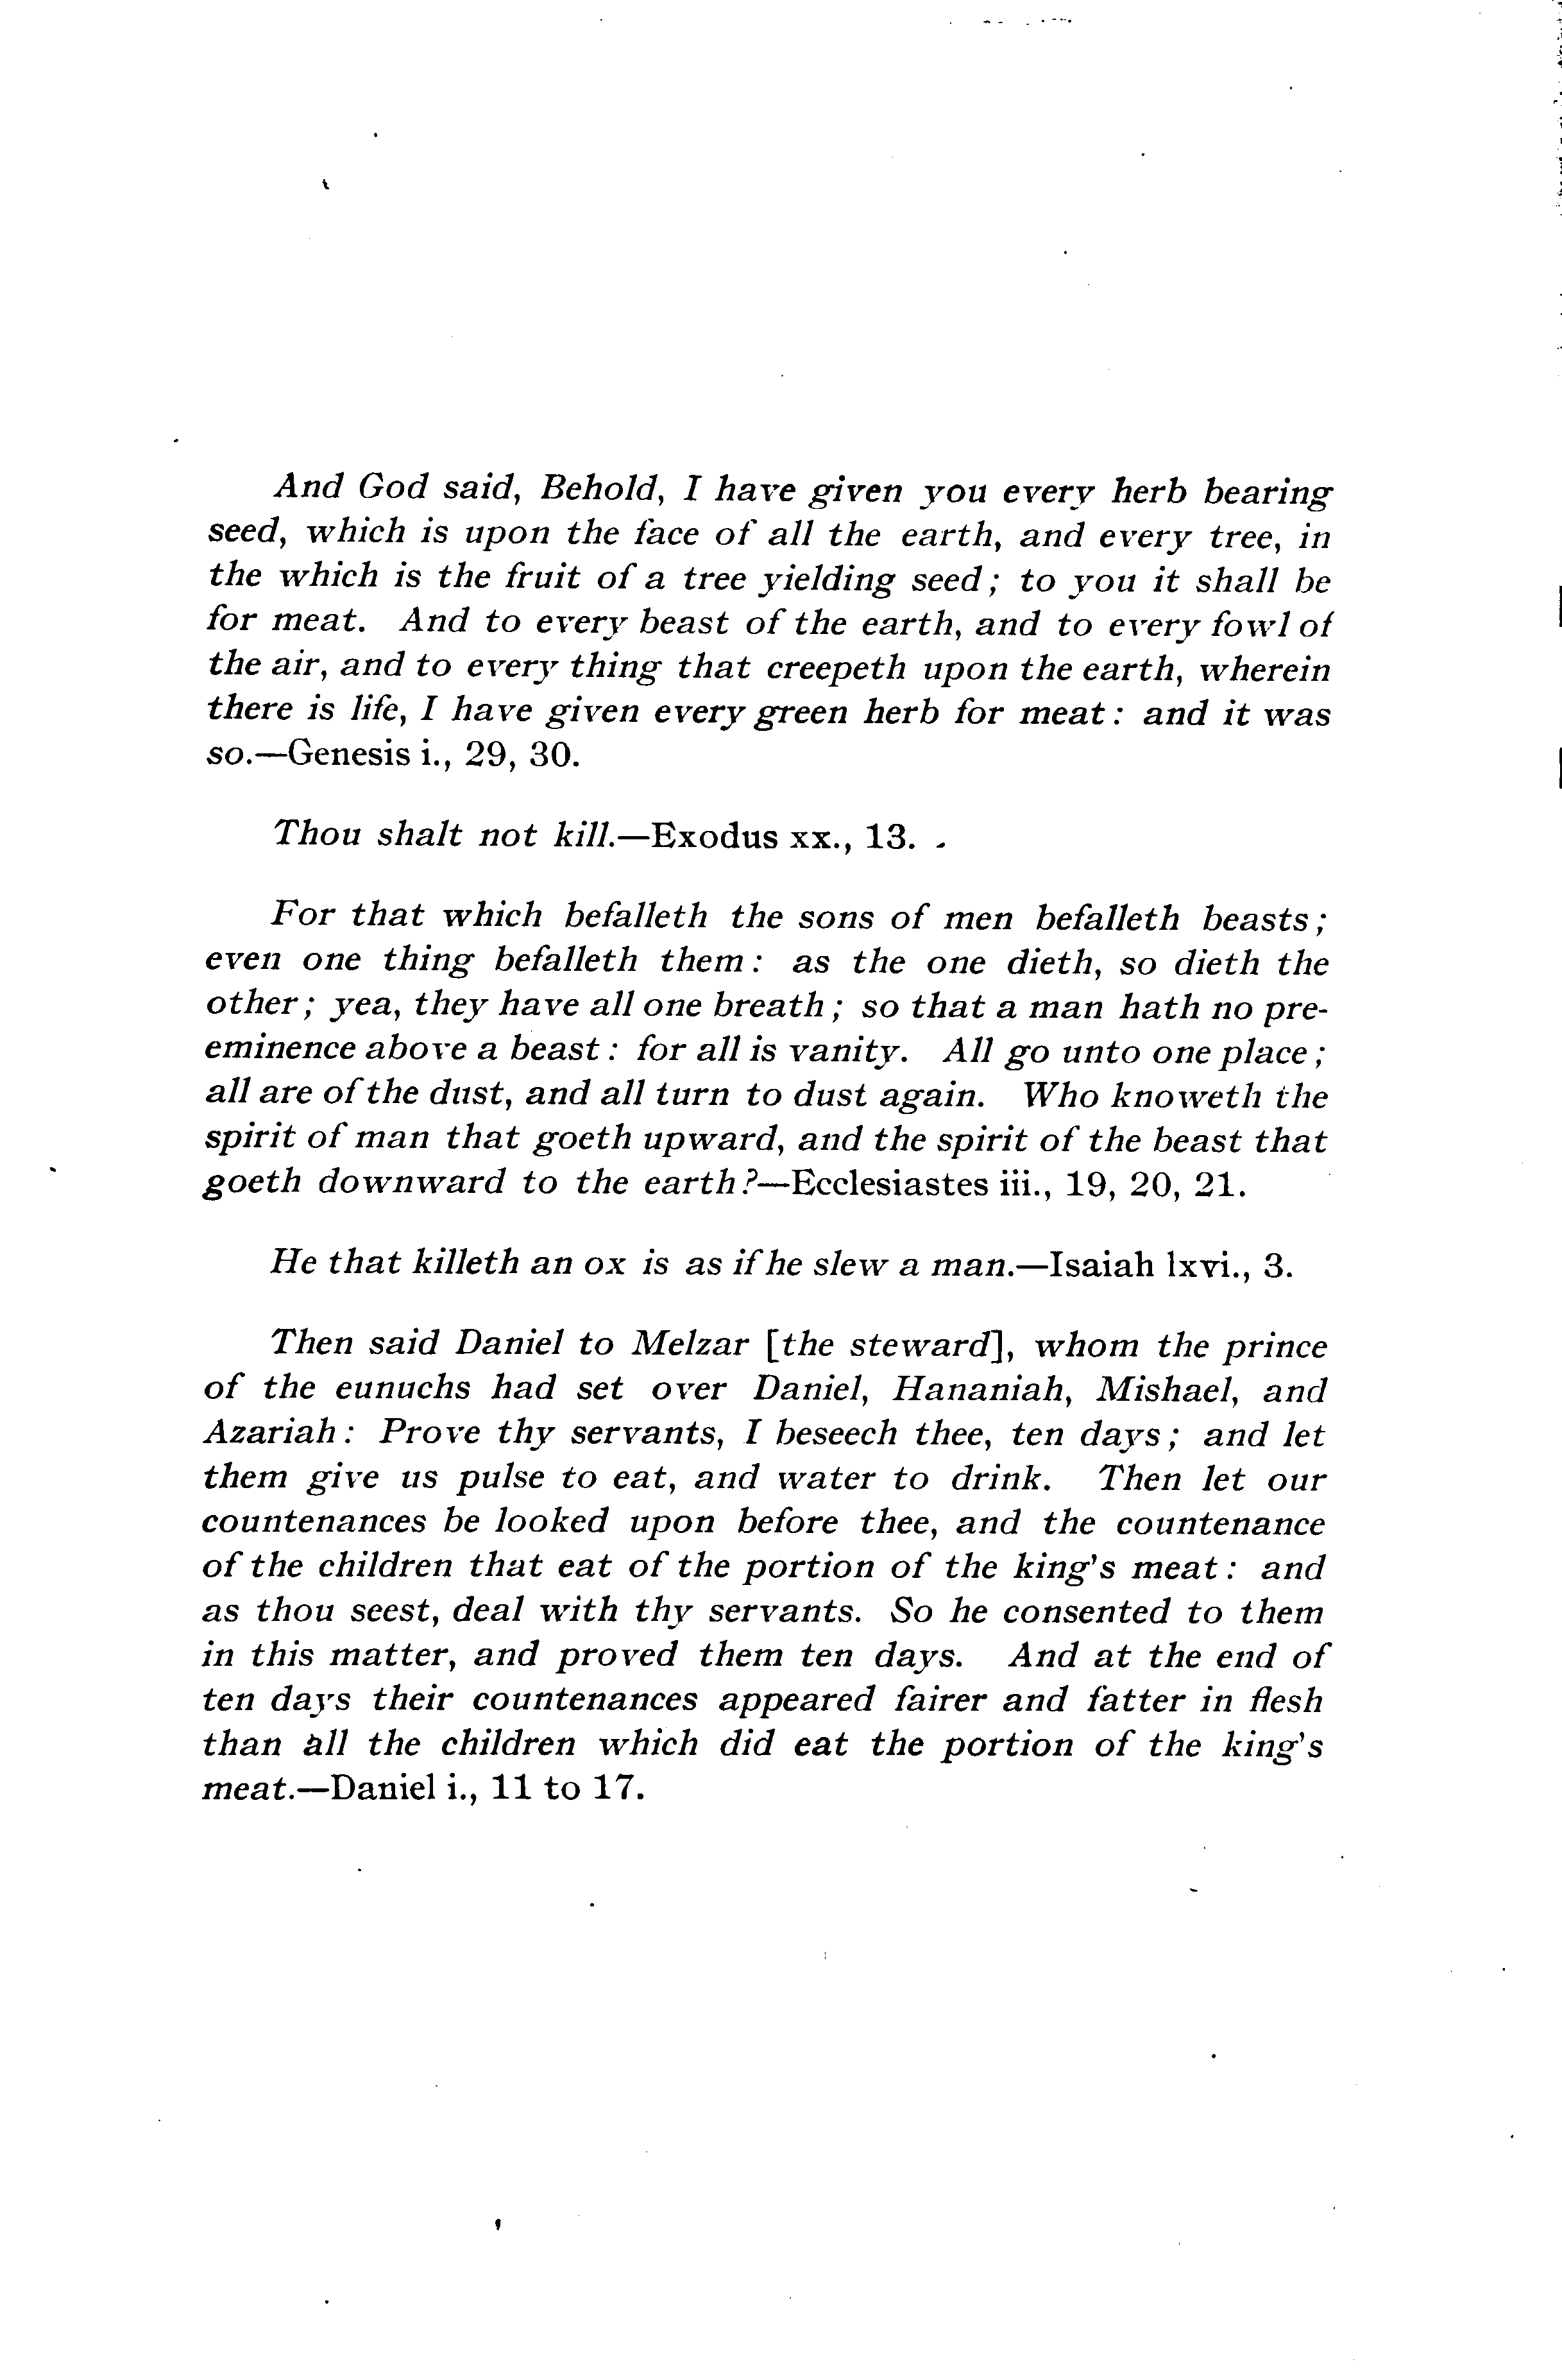 And God said, Behold, I have given you every herb bearing
seed, which is upon the face of all the earth, and every tree, in
the which is the fruit of a tree yielding seed; to you it shall be
for meat. And to every beast of the earth, and to every fowl of
the air, and to every thing that creepeth upon the earth, wherein
there is life, I have given every green herb for meat: and it was
so.—Genesis i., 29, 30.
Thou shalt not kill.—Exodus xx., 13.
For that which befalleth the sons of men befalleth beasts;
even one thing befalleth them: as the one dieth, so dieth the
other; yea, they have all one breath; so that a man hath no pre-
eminence above a beast: for all is vanity. All go unto one place;
all are of the dust, and all turn to dust again. Who knoweth the
spirit of man that goeth upward, and the spirit of the beast that
goeth downward to the earth?—Ecclesiastes iii., 19, 20, 21.
He that killeth an ox is as if he slew a man.—Isaiah lxvi., 3.
Then said Daniel to Melzar [the steward], whom the prince
of the eunuchs had set over Daniel, Hananiah, Mishael, and
Azariah: Prove thy servants, I beseech thee, ten days; and let
them give us pulse to eat, and water to drink. Then let our
countenances be looked upon before thee, and the countenance
of the children that eat of the portion of the king's meat: and
as thou seest, deal with thy servants. So he consented to them
in this matter, and proved them ten days. And at the end of
ten days their countenances appeared fairer and fatter in flesh
than all the children which did eat the portion of the king's
meat.—Daniel i., 11 to 17.